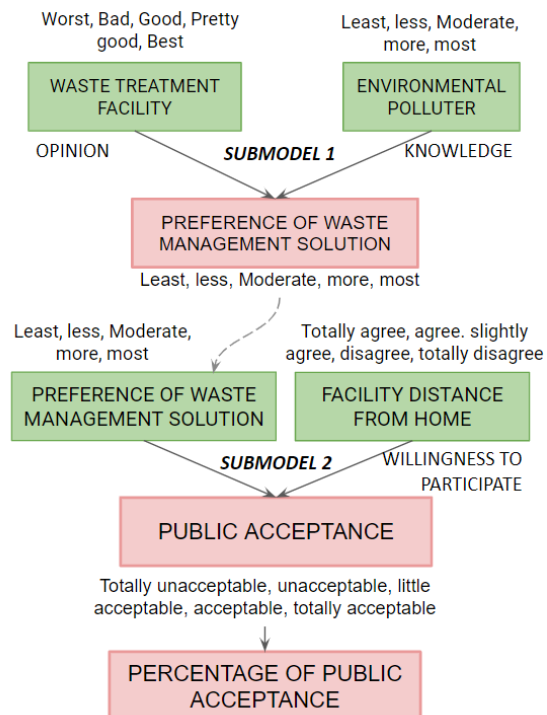 Worst, Bad, Good, Pretty
good, Best
Least, less, Moderate,
more, most
WASTE TREATMENT
FACILITY
ENVIRONMENTAL
POLLUTER
OPINION
SUBMODEL 1
KNOWLEDGE
PREFERENCE OF WASTE
MANAGEMENT SOLUTION
Least, less, Moderate, more, most
Least, less, Moderate,
more, most
Totally agree, agree. slightly
agree, disagree, totally disagree
PREFERENCE OF WASTE
MANAGEMENT SOLUTION
FACILITY DISTANCE
FROM HOME
SUBMODEL 2
WILLINGNESS TO
PARTICIPATE
PUBLIC ACCEPTANCE
Totally unacceptable, unacceptable, little
acceptable, acceptable, totally acceptable
PERCENTAGE OF PUBLIC
ACCEPTANCE